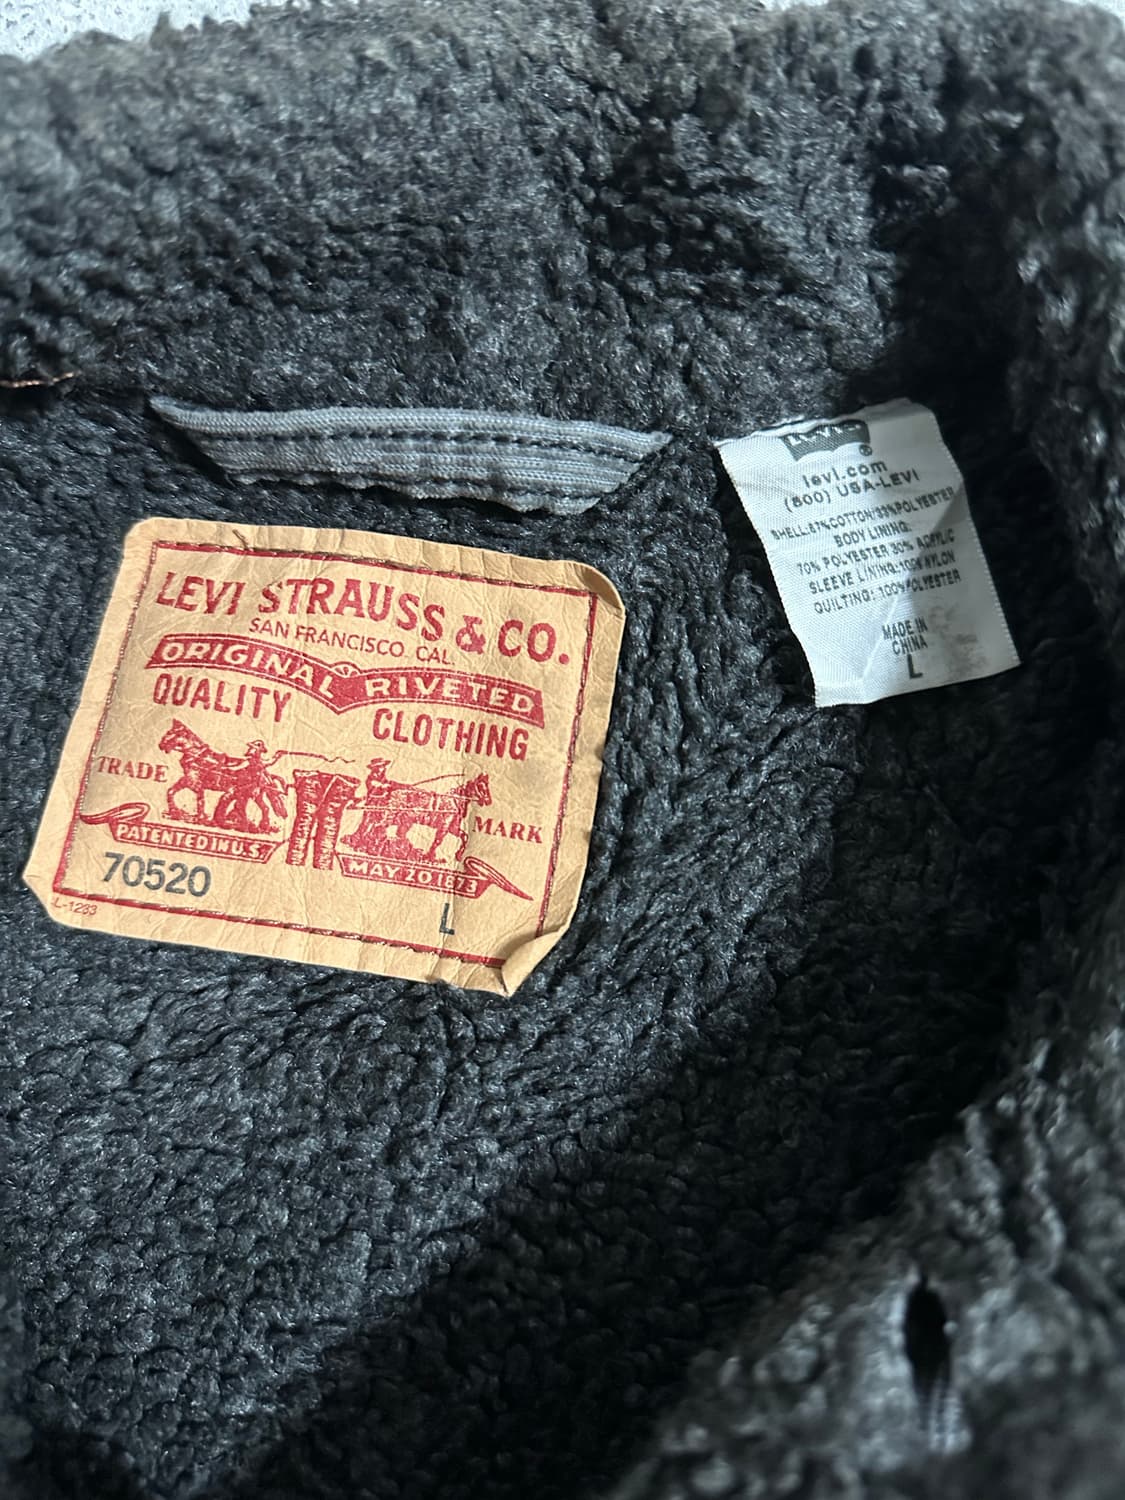 LEVI STRAUSS & CO.
SAN FRANCISCO, CAL.
ORIGINAL RIVETED
QUALITY CLOTHING
TRADE MARK
PATENTED IN U.S.
MAY 20 1873
70520 L
L-1233
levi.com
(800) USA-LEVI
BODY LINING:
70% POLYESTER 30% ACRYLIC
SLEEVE LINING: 100% NYLON
QUILTING: 100% POLYESTER
MADE IN
CHINA
L